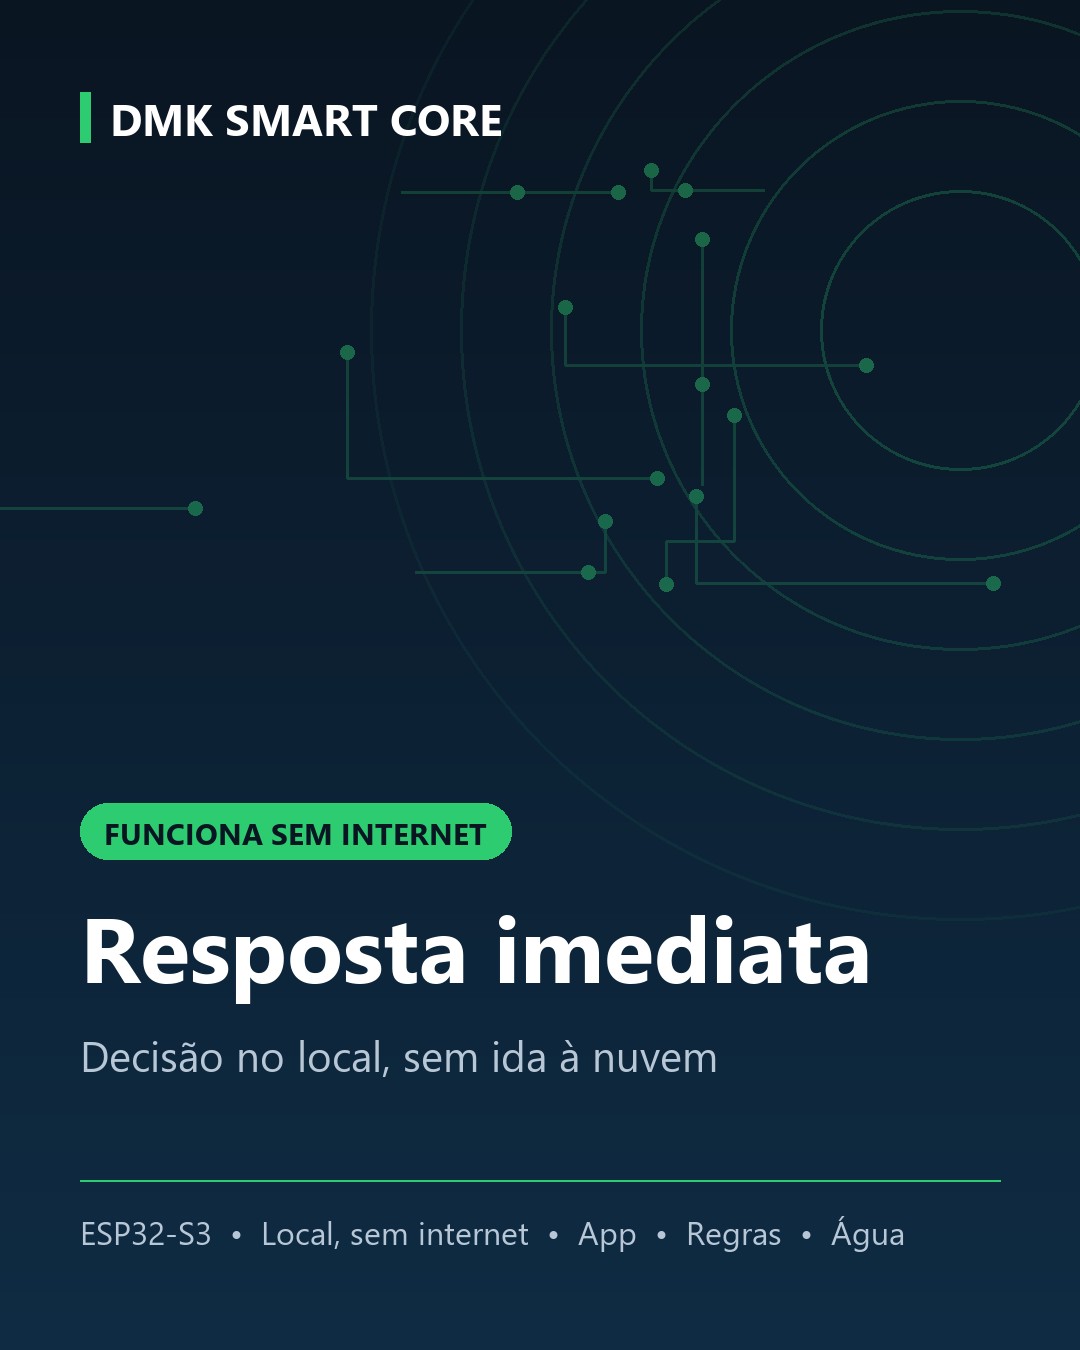 DMK SMART CORE
FUNCIONA SEM INTERNET
Resposta imediata
Decisão no local, sem ida à nuvem
ESP32-S3 • Local, sem internet • App • Regras • Água